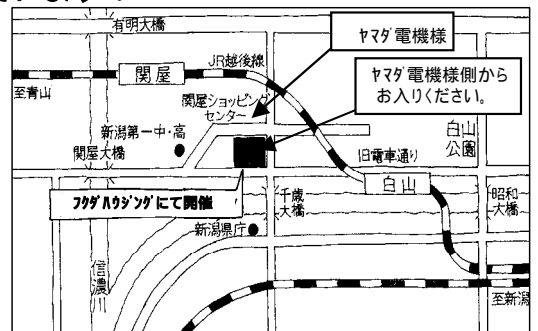 有明大橋
ヤマダ電機様
JR越後線
関屋
ヤマダ電機様側から
お入りください。
至青山
関屋ショッピング
センター
新潟第一中・高
白山
公園
関屋大橋
旧電車通り
白山
フクダハウジングにて開催
千歳
大橋
昭和
大橋
新潟県庁
信濃川
至新潟